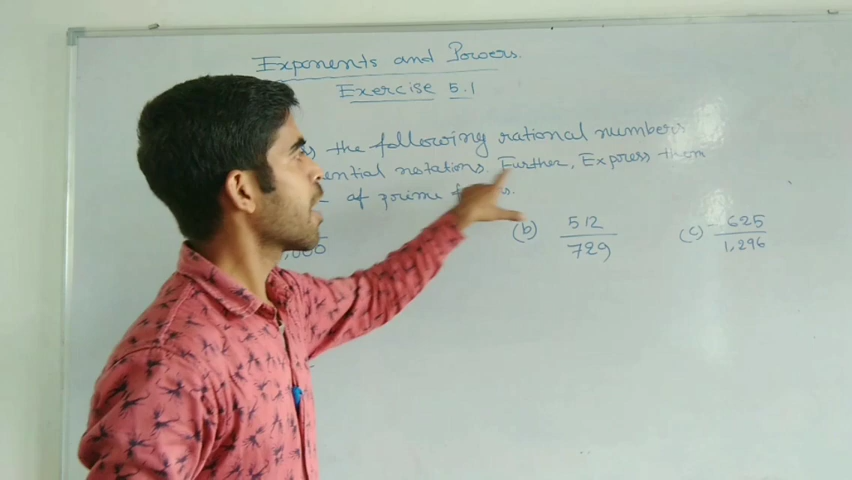 Exponents and Powers.
Exercise 5.1
the following rational numbers
ential notations. Further, Express them
of prime
(b) 512
729
(c) -625
1,296